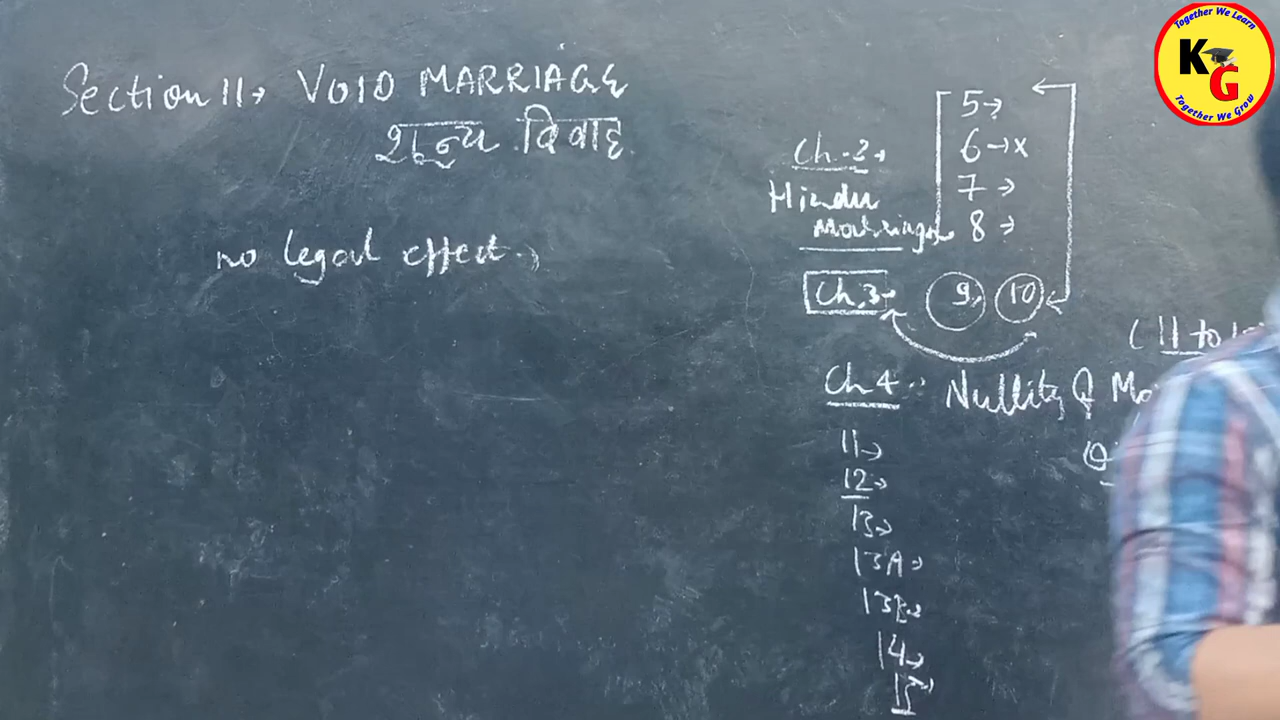 Section 11→ VOID MARRIAGE
शून्य विवाह
no legal effect.
Ch.-2→
Hindu
Marriage
5→
6→x
7→
8→
Ch.3→ 9, 10
(11 to
Ch 4:- Nullity of
11→
12→
13→
13A→
13B→
14→
15→
Together We Learn
KG
Together We Grow